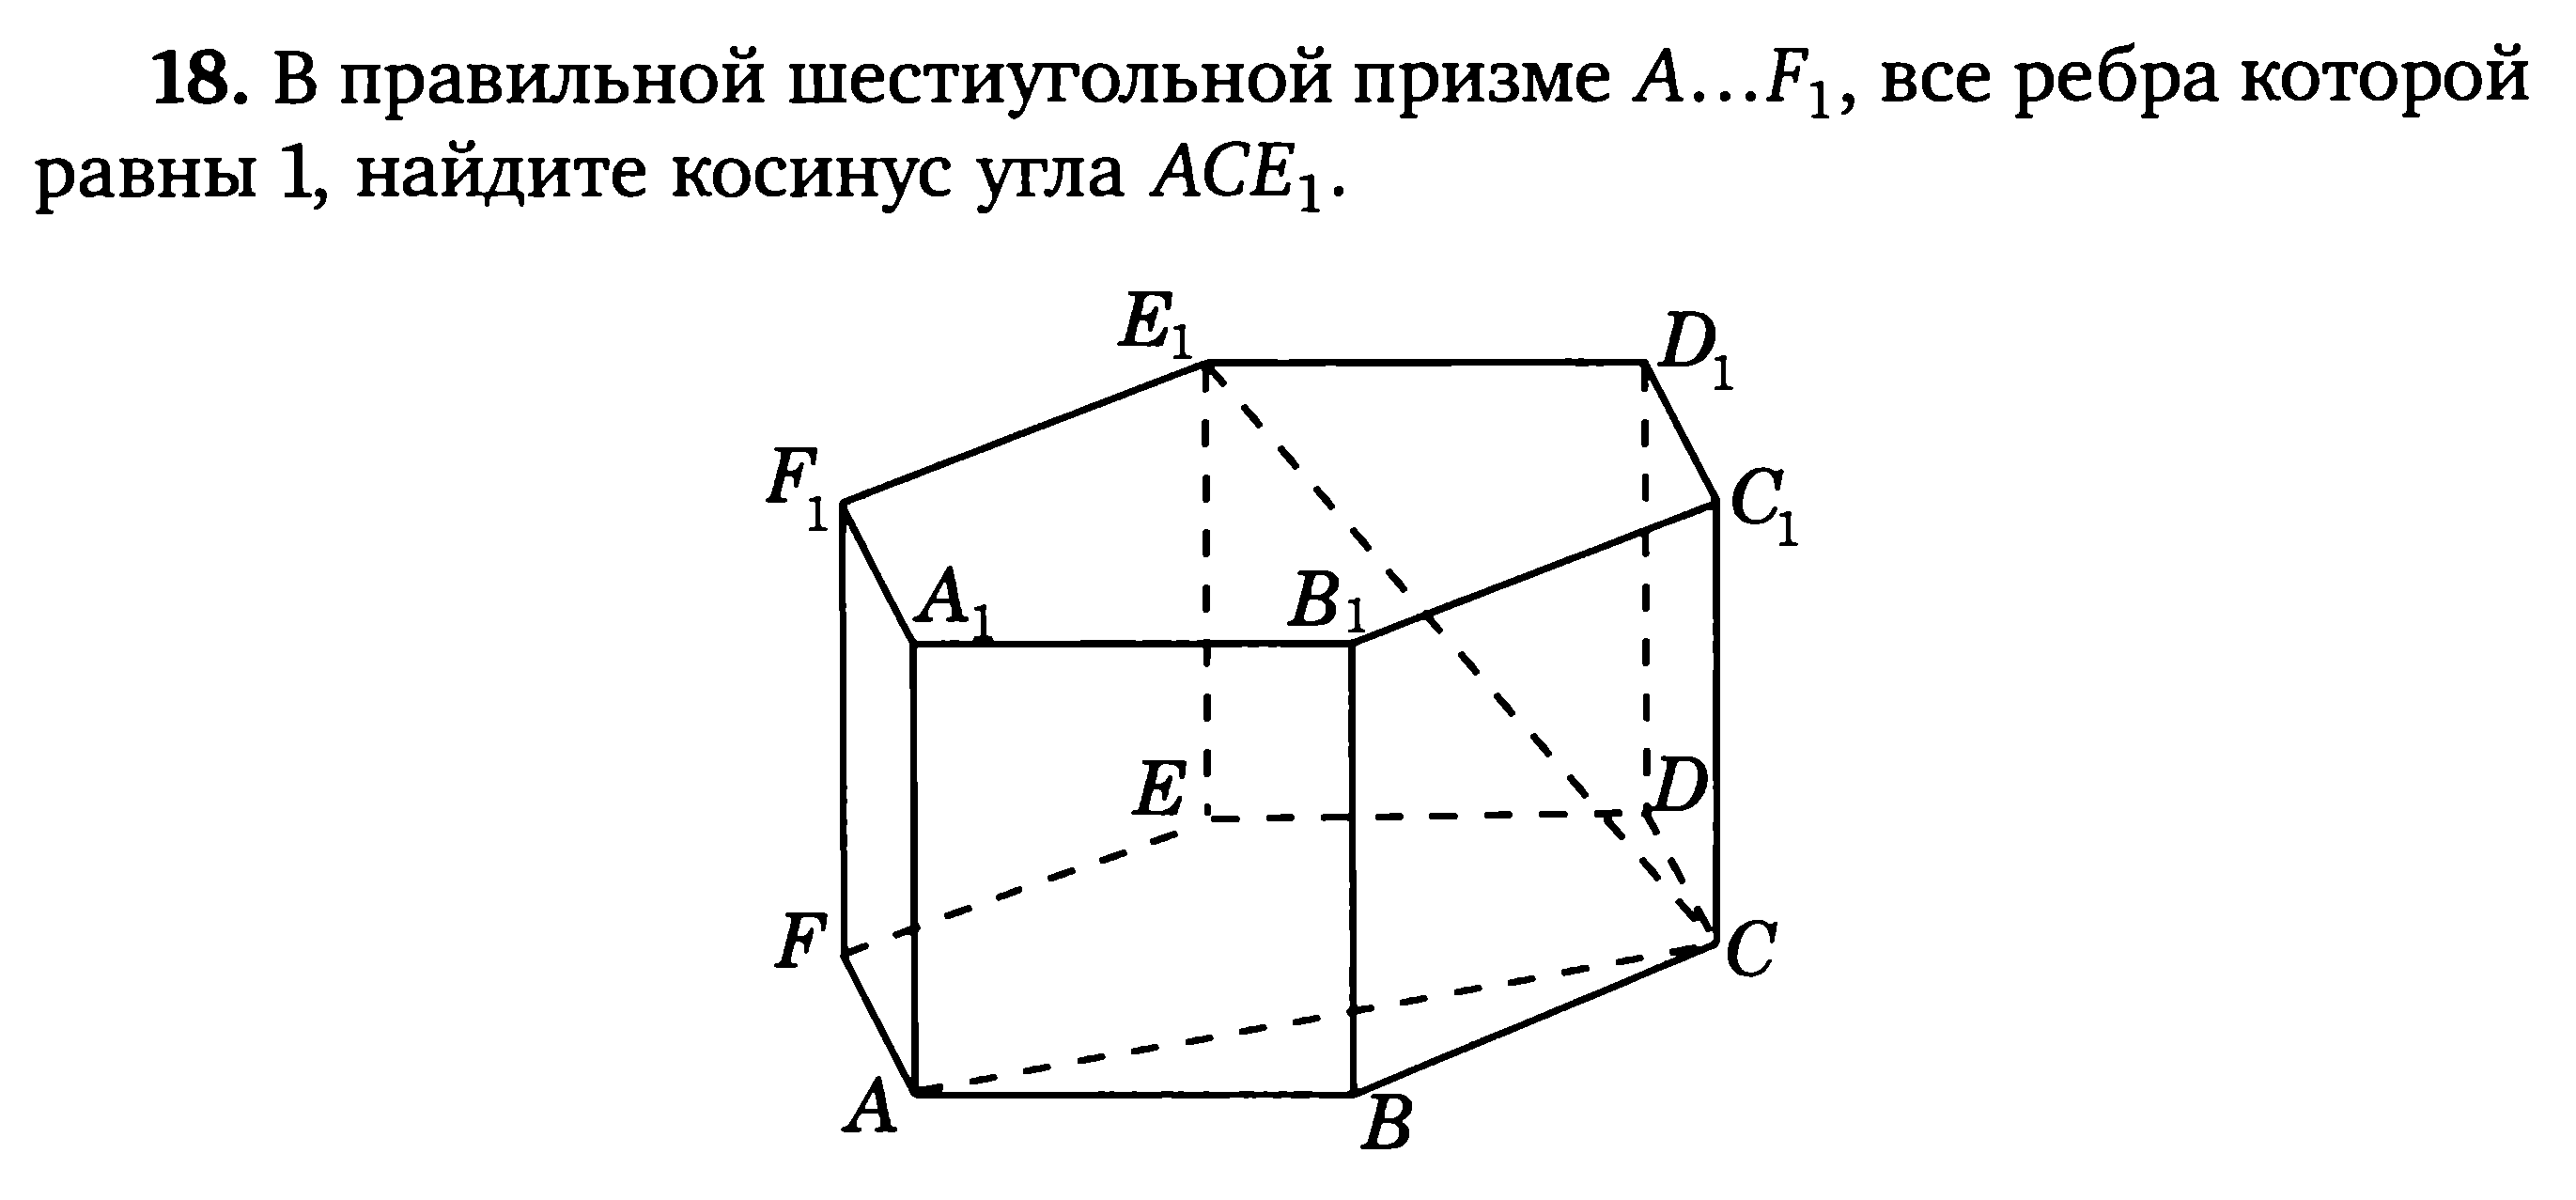 18. В правильной шестиугольной призме A...F₁, все ребра которой
равны 1, найдите косинус угла ACE₁.
E₁
D₁
F₁
C₁
A₁
B₁
E
D
F
C
A
B